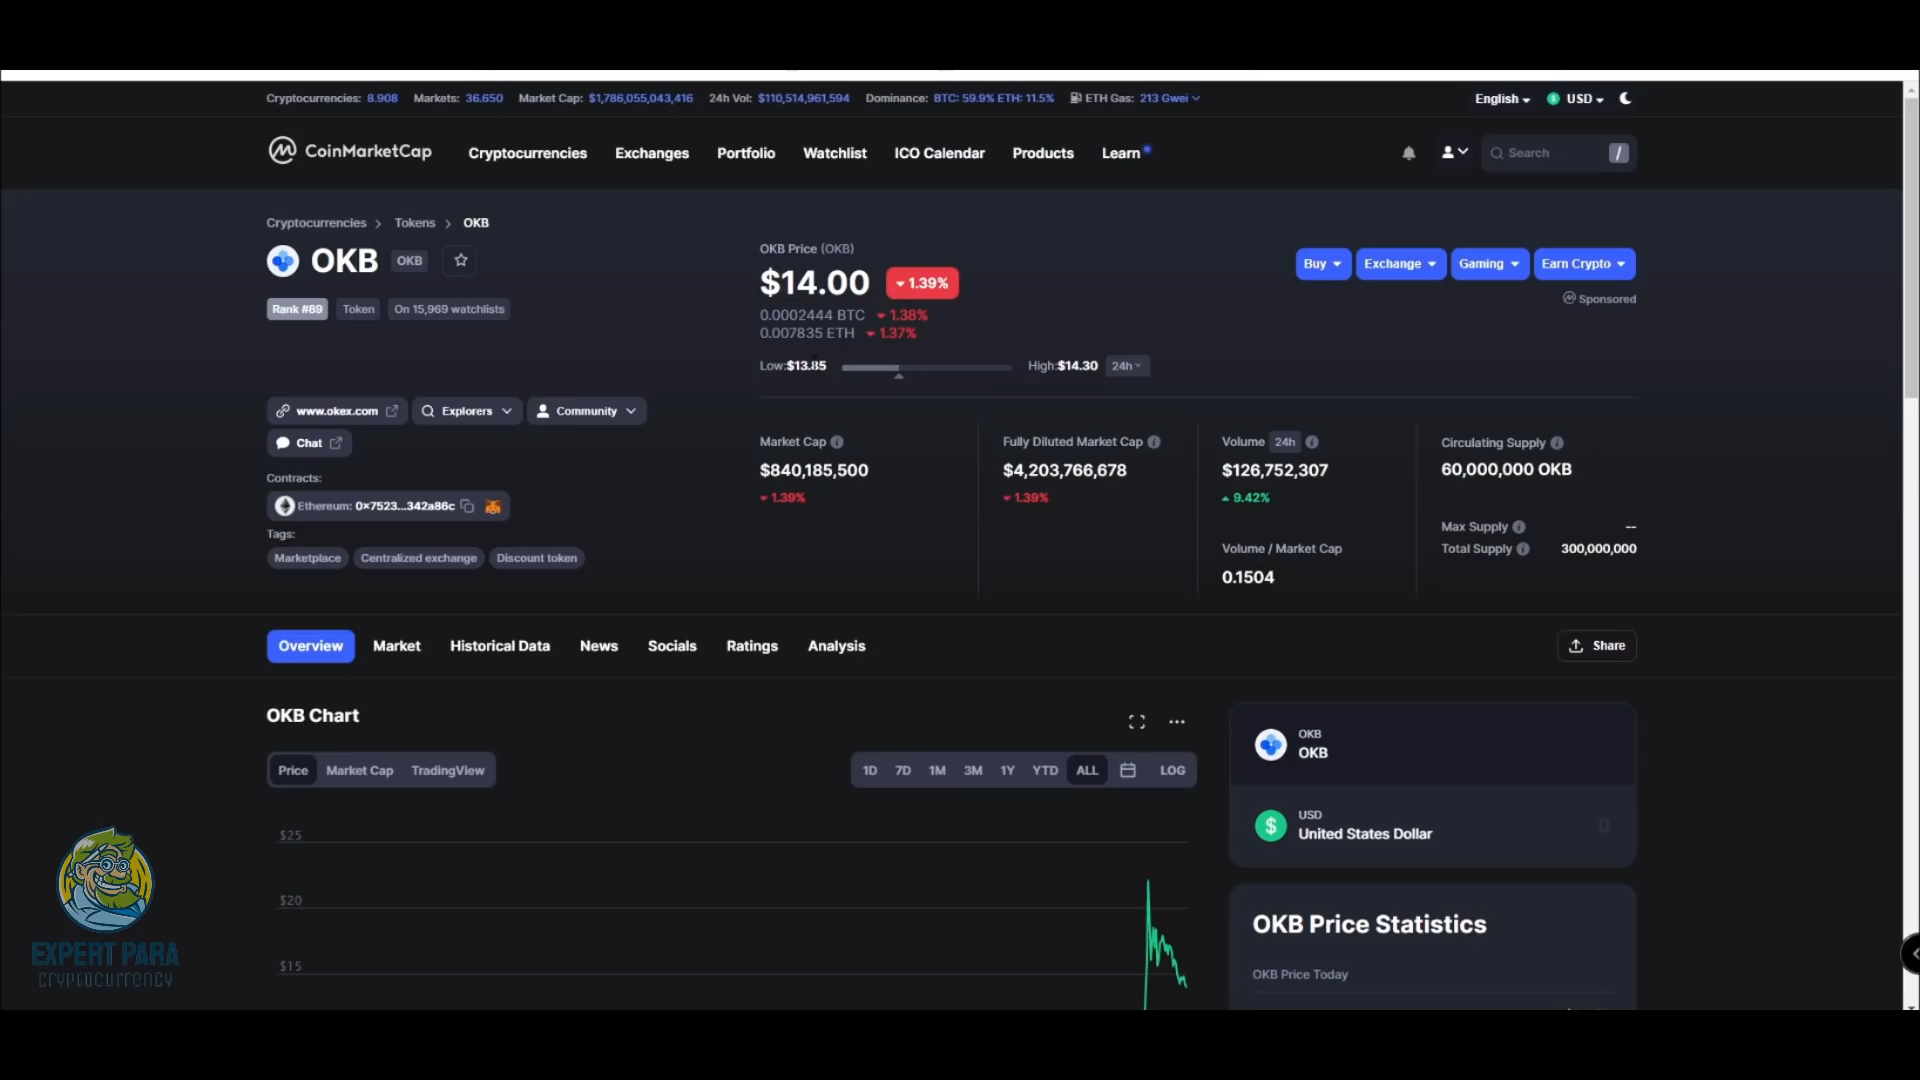 Cryptocurrencies: 8.908 Markets: 36.650 Market Cap: $1,786,055,043,416 24h Vol: $110,514,961,594 Dominance: BTC: 59.9% ETH: 11.5% ETH Gas: 213 Gwei English USD
CoinMarketCap Cryptocurrencies Exchanges Portfolio Watchlist ICO Calendar Products Learn Search /
Cryptocurrencies > Tokens > OKB
OKB OKB
Rank #89 Token On 15,969 watchlists
OKB Price (OKB)
$14.00 1.39%
0.0002444 BTC 1.38%
0.007835 ETH 1.37%
Low:$13.85 High:$14.30 24h
Buy Exchange Gaming Earn Crypto
Sponsored
www.okex.com Explorers Community
Chat
Contracts:
Ethereum: 0x7523...342a86c
Tags:
Marketplace Centralized exchange Discount token
Market Cap
$840,185,500
1.39%
Fully Diluted Market Cap
$4,203,766,678
1.39%
Volume 24h
$126,752,307
9.42%
Volume / Market Cap
0.1504
Circulating Supply
60,000,000 OKB
Max Supply --
Total Supply 300,000,000
Overview Market Historical Data News Socials Ratings Analysis Share
OKB Chart
Price Market Cap TradingView 1D 7D 1M 3M 1Y YTD ALL LOG
$25
$20
$15
OKB
OKB
USD
United States Dollar 0
OKB Price Statistics
OKB Price Today
EXPERT PARA
CRYPTOCURRENCY